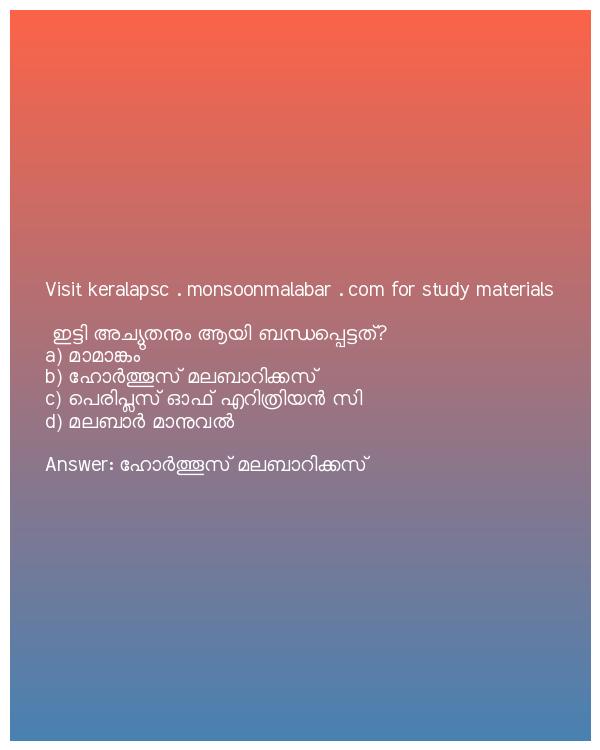 Visit keralapsc . monsoonmalabar . com for study materials
ഇട്ടി അച്യുതനും ആയി ബന്ധപ്പെട്ടത്?
a) മാമാങ്കം
b) ഹോർത്തൂസ് മലബാറിക്കസ്
c) പെരിപ്ലസ് ഓഫ് എറിത്രിയൻ സി
d) മലബാർ മാനുവൽ
Answer: ഹോർത്തൂസ് മലബാറിക്കസ്